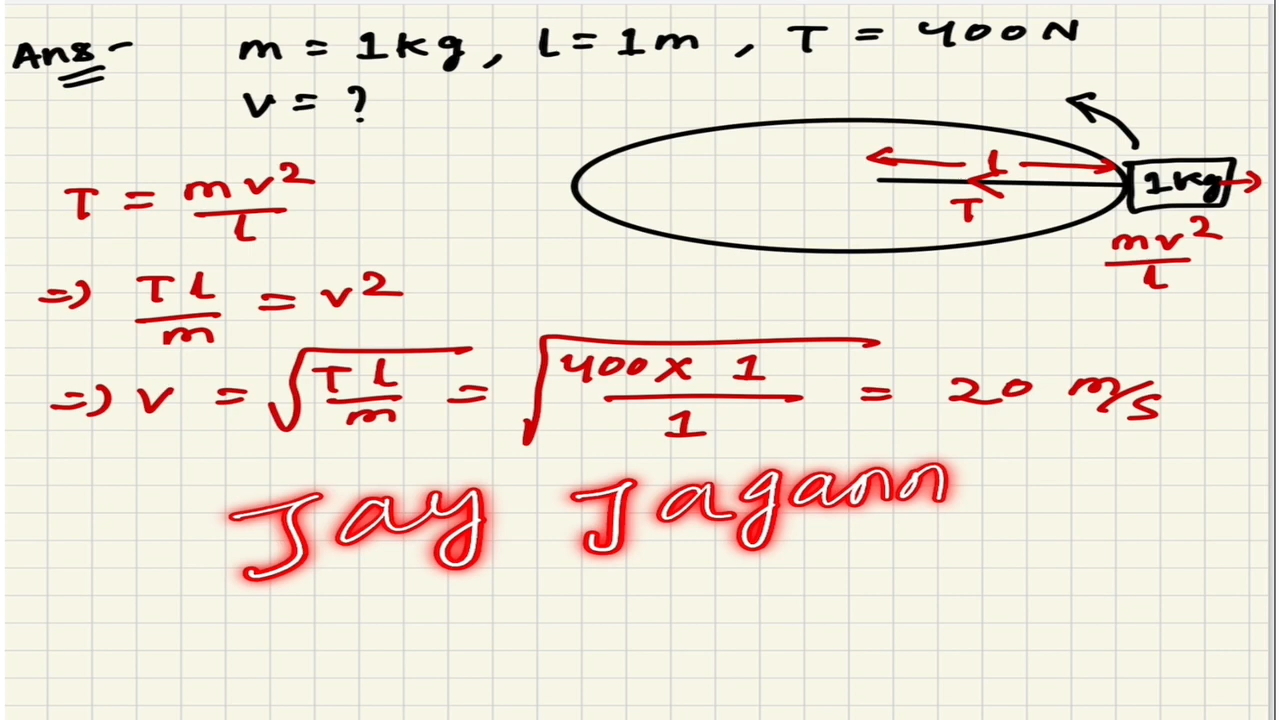 Ans - m = 1kg, L = 1m, T = 400N
v = ?
T = mv²/L
L
T
1kg
mv²/L
=) TL/m = v²
=) v = √(TL/m) = √(400 x 1/1) = 20 m/s
Jay Jagann